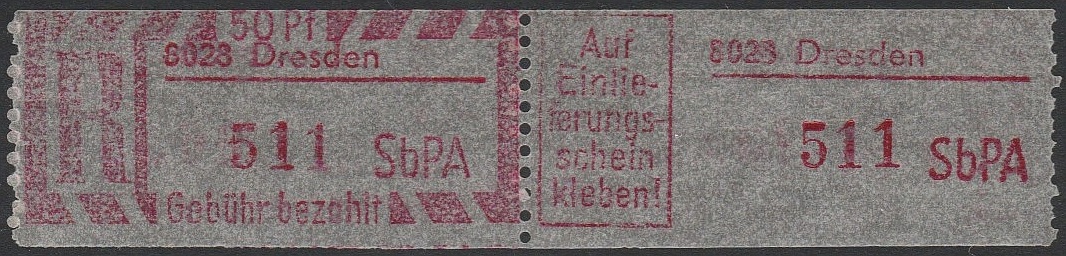 50 Pf
R
8023 Dresden
511 SbPA
Gebühr bezahlt
Auf
Einlie-
ferungs-
schein
kleben!
8023 Dresden
511 SbPA